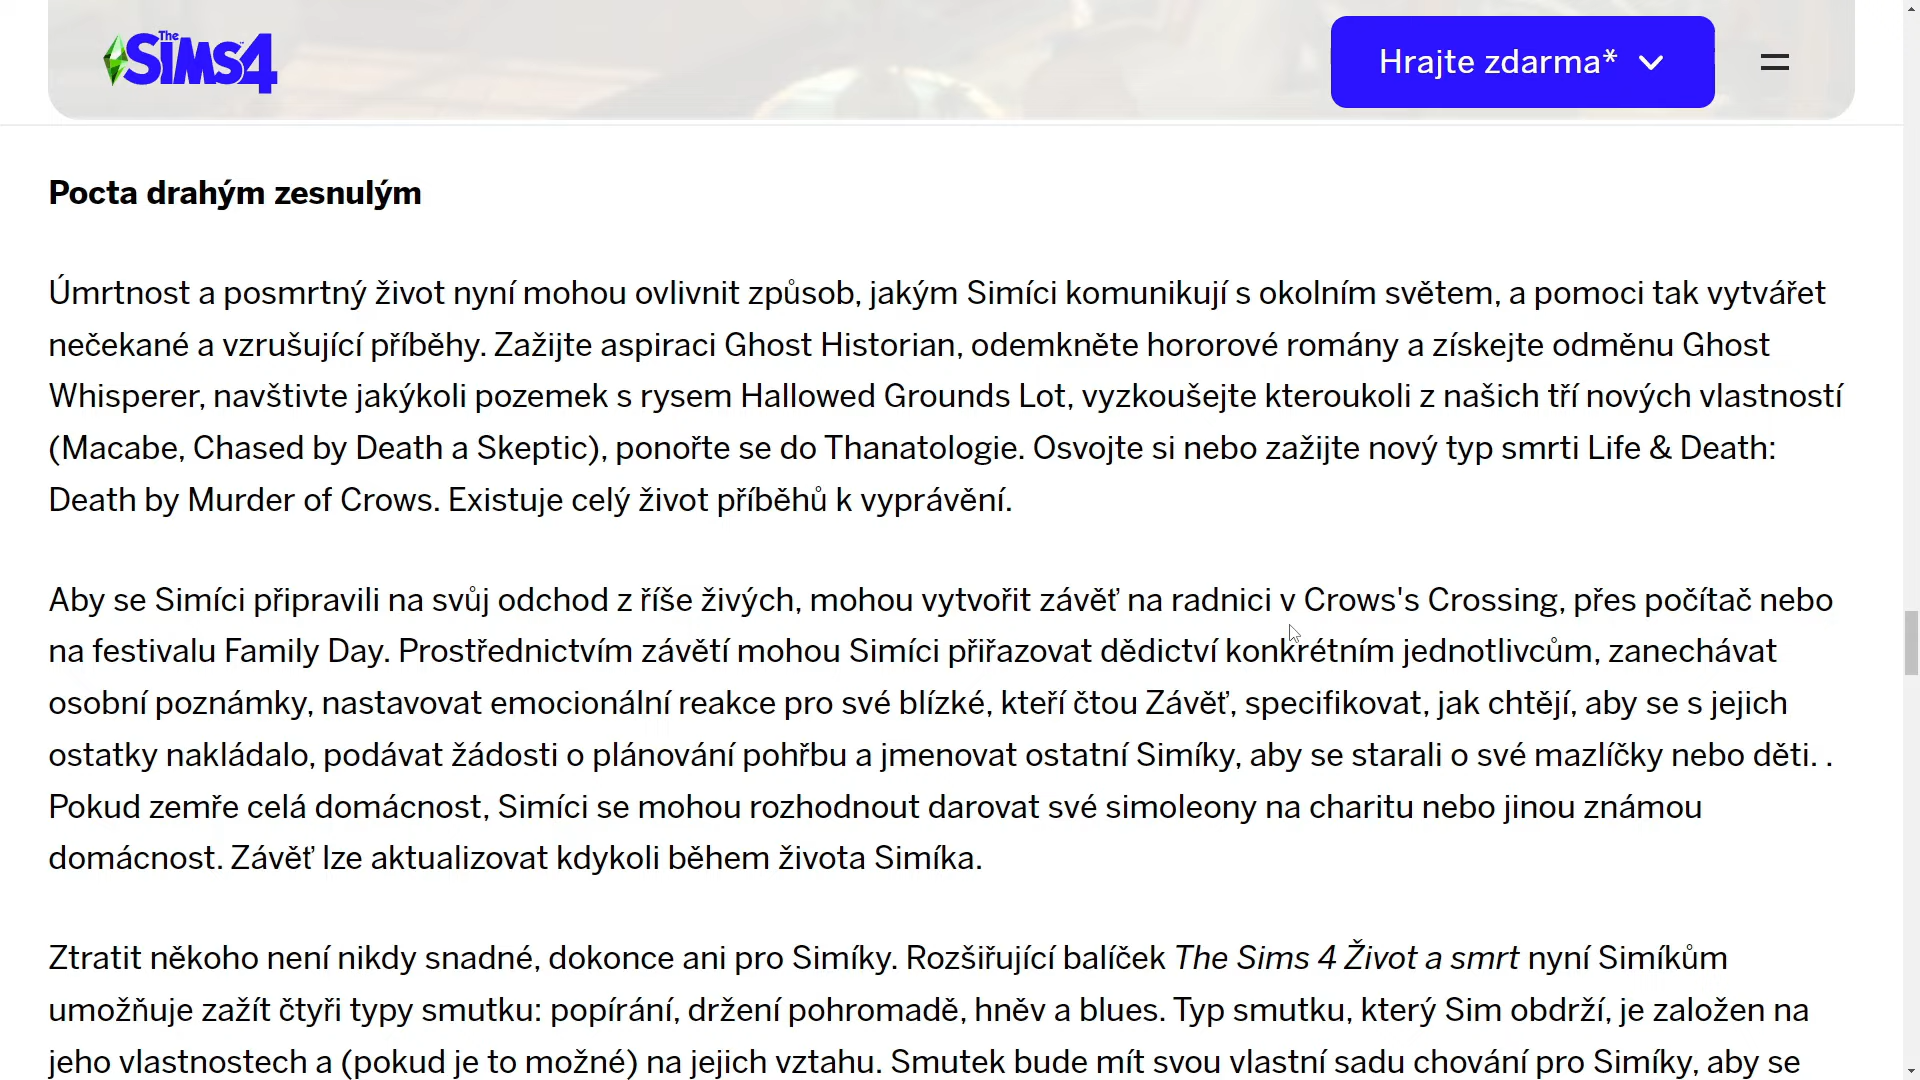 The Sims 4
Hrajte zdarma*
Pocta drahým zesnulým
Úmrtnost a posmrtný život nyní mohou ovlivnit způsob, jakým Simíci komunikují s okolním světem, a pomoci tak vytvářet
nečekané a vzrušující příběhy. Zažijte aspiraci Ghost Historian, odemkněte hororové romány a získejte odměnu Ghost
Whisperer, navštivte jakýkoli pozemek s rysem Hallowed Grounds Lot, vyzkoušejte kteroukoli z našich tří nových vlastností
(Macabe, Chased by Death a Skeptic), ponořte se do Thanatologie. Osvojte si nebo zažijte nový typ smrti Life & Death:
Death by Murder of Crows. Existuje celý život příběhů k vyprávění.
Aby se Simíci připravili na svůj odchod z říše živých, mohou vytvořit závěť na radnici v Crows's Crossing, přes počítač nebo
na festivalu Family Day. Prostřednictvím závětí mohou Simíci přiřazovat dědictví konkrétním jednotlivcům, zanechávat
osobní poznámky, nastavovat emocionální reakce pro své blízké, kteří čtou Závěť, specifikovat, jak chtějí, aby se s jejich
ostatky nakládalo, podávat žádosti o plánování pohřbu a jmenovat ostatní Simíky, aby se starali o své mazlíčky nebo děti. .
Pokud zemře celá domácnost, Simíci se mohou rozhodnout darovat své simoleony na charitu nebo jinou známou
domácnost. Závěť lze aktualizovat kdykoli během života Simíka.
Ztratit někoho není nikdy snadné, dokonce ani pro Simíky. Rozšiřující balíček The Sims 4 Život a smrt nyní Simíkům
umožňuje zažít čtyři typy smutku: popírání, držení pohromadě, hněv a blues. Typ smutku, který Sim obdrží, je založen na
jeho vlastnostech a (pokud je to možné) na jejich vztahu. Smutek bude mít svou vlastní sadu chování pro Simíky, aby se